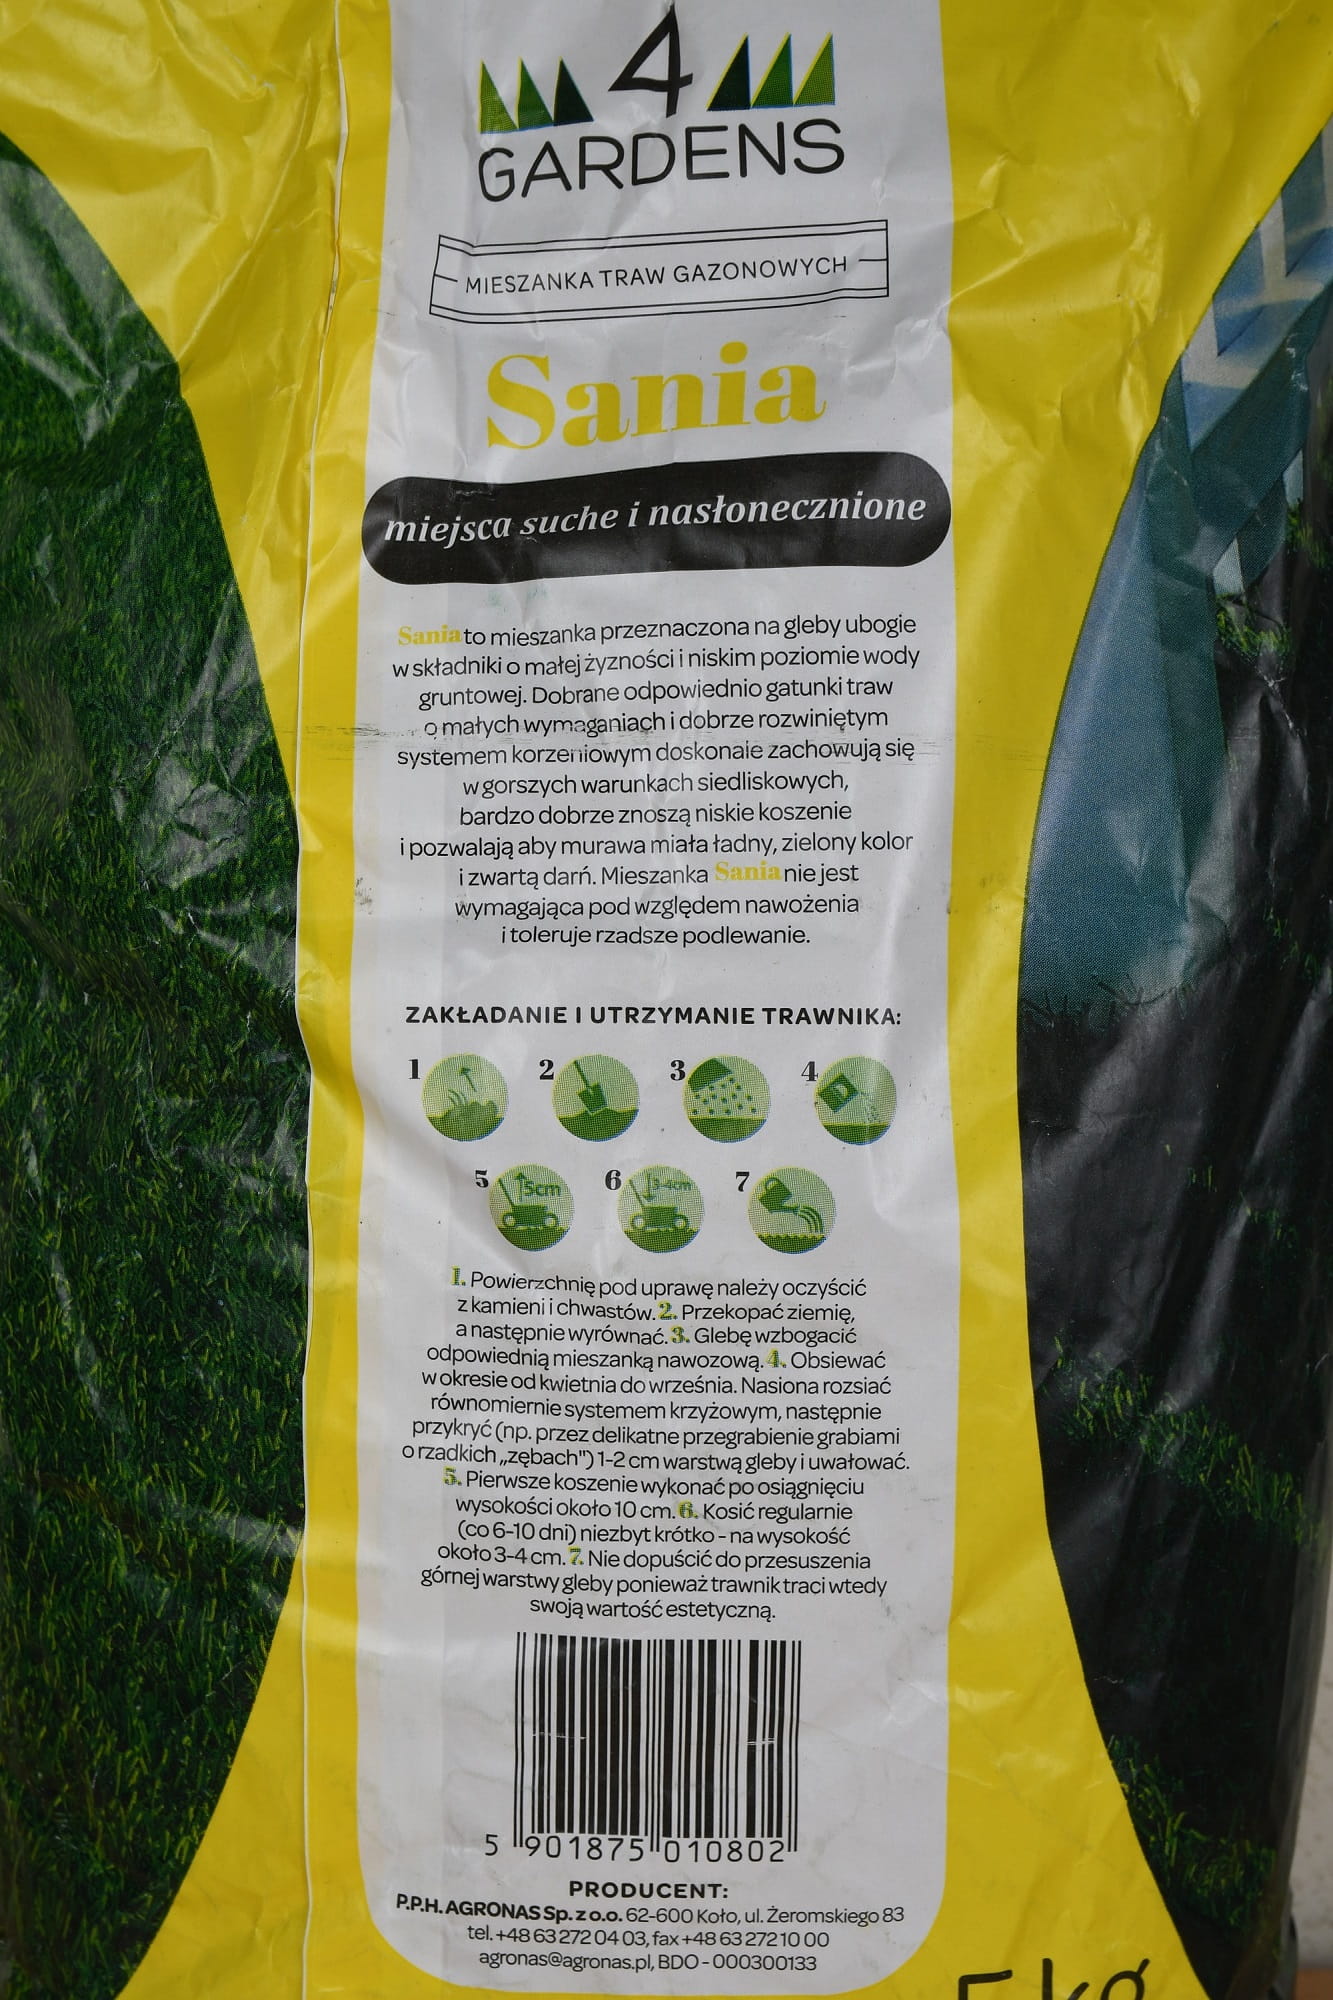 4
GARDENS
MIESZANKA TRAW GAZONOWYCH
Sania
miejsca suche i nasłonecznione
Sania to mieszanka przeznaczona na gleby ubogie
w składniki o małej żyzności i niskim poziomie wody
gruntowej. Dobrane odpowiednio gatunki traw
o małych wymaganiach i dobrze rozwiniętym
systemem korzeniowym doskonale zachowują się
w gorszych warunkach siedliskowych,
bardzo dobrze znoszą niskie koszenie
i pozwalają aby murawa miała ładny, zielony kolor
i zwartą darń. Mieszanka Sania nie jest
wymagająca pod względem nawożenia
i toleruje rzadsze podlewanie.
ZAKŁADANIE I UTRZYMANIE TRAWNIKA:
1 2 3 4
5 5cm 6 3-4cm 7
1. Powierzchnię pod uprawę należy oczyścić
z kamieni i chwastów. 2. Przekopać ziemię,
a następnie wyrównać. 3. Glebę wzbogacić
odpowiednią mieszanką nawozową. 4. Obsiewać
w okresie od kwietnia do września. Nasiona rozsiać
równomiernie systemem krzyżowym, następnie
przykryć (np. przez delikatne przegrabienie grabiami
o rzadkich „zębach") 1-2 cm warstwą gleby i uwałować.
5. Pierwsze koszenie wykonać po osiągnięciu
wysokości około 10 cm. 6. Kosić regularnie
(co 6-10 dni) niezbyt krótko - na wysokość
około 3-4 cm. 7. Nie dopuścić do przesuszenia
górnej warstwy gleby ponieważ trawnik traci wtedy
swoją wartość estetyczną.
5 901875 010802
PRODUCENT:
P.P.H. AGRONAS Sp. z o.o. 62-600 Koło, ul. Żeromskiego 83
tel. +48 63 272 04 03, fax +48 63 272 10 00
agronas@agronas.pl, BDO - 000300133
5 kg